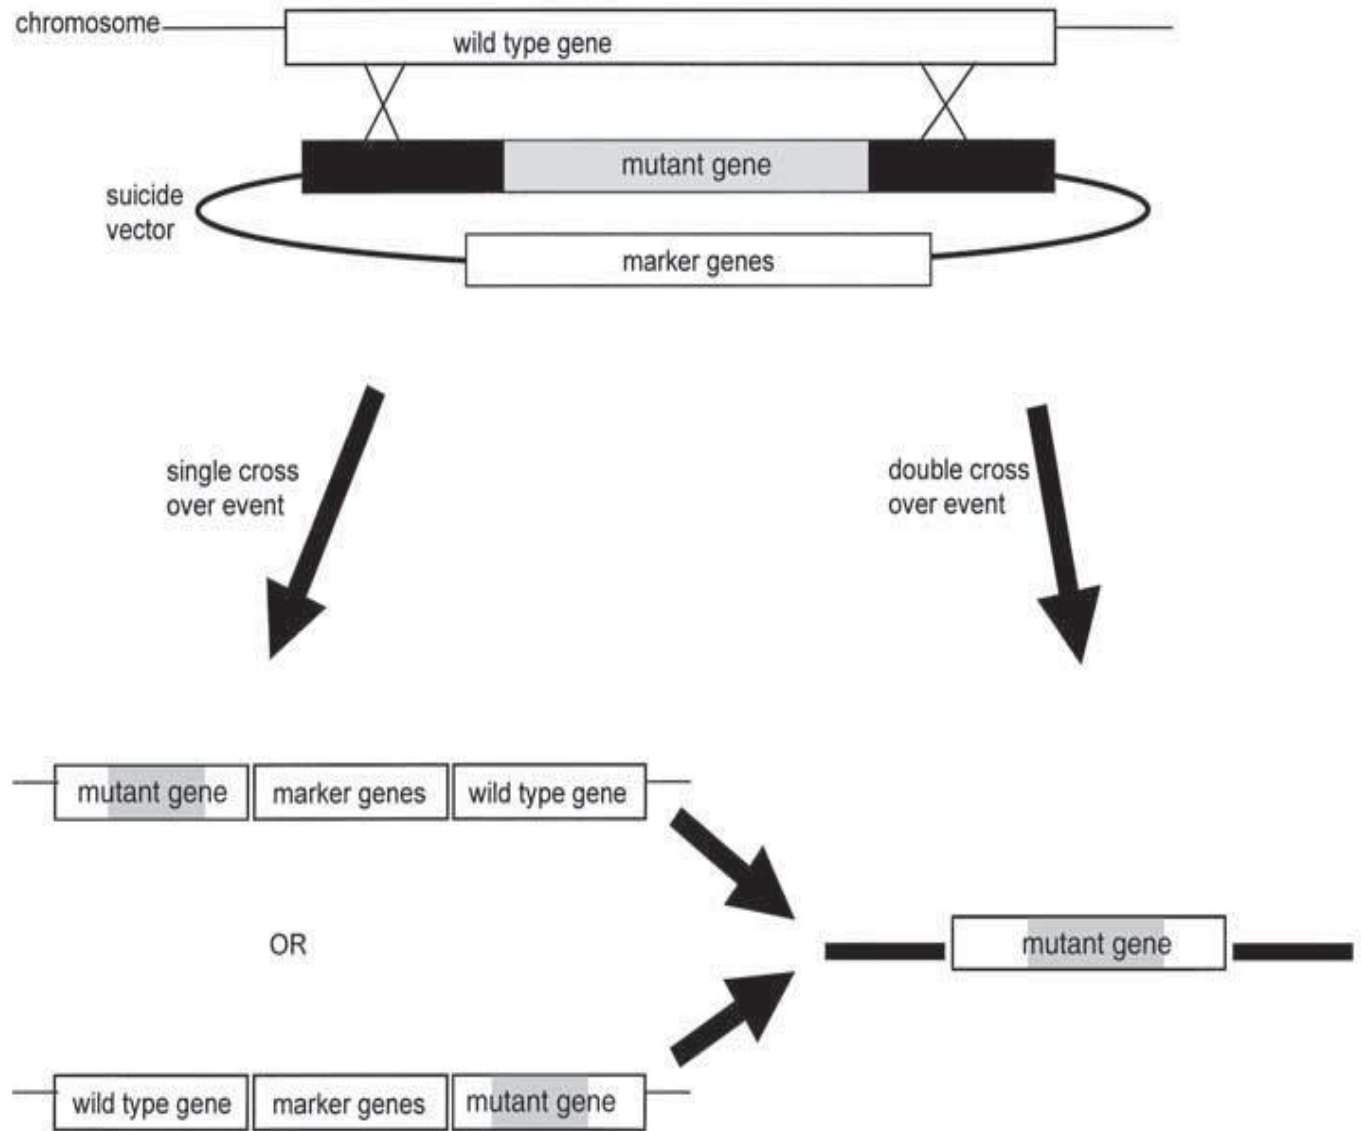 chromosome
wild type gene
mutant gene
suicide
vector
marker genes
single cross
over event
double cross
over event
mutant gene
marker genes
wild type gene
OR
mutant gene
wild type gene
marker genes
mutant gene